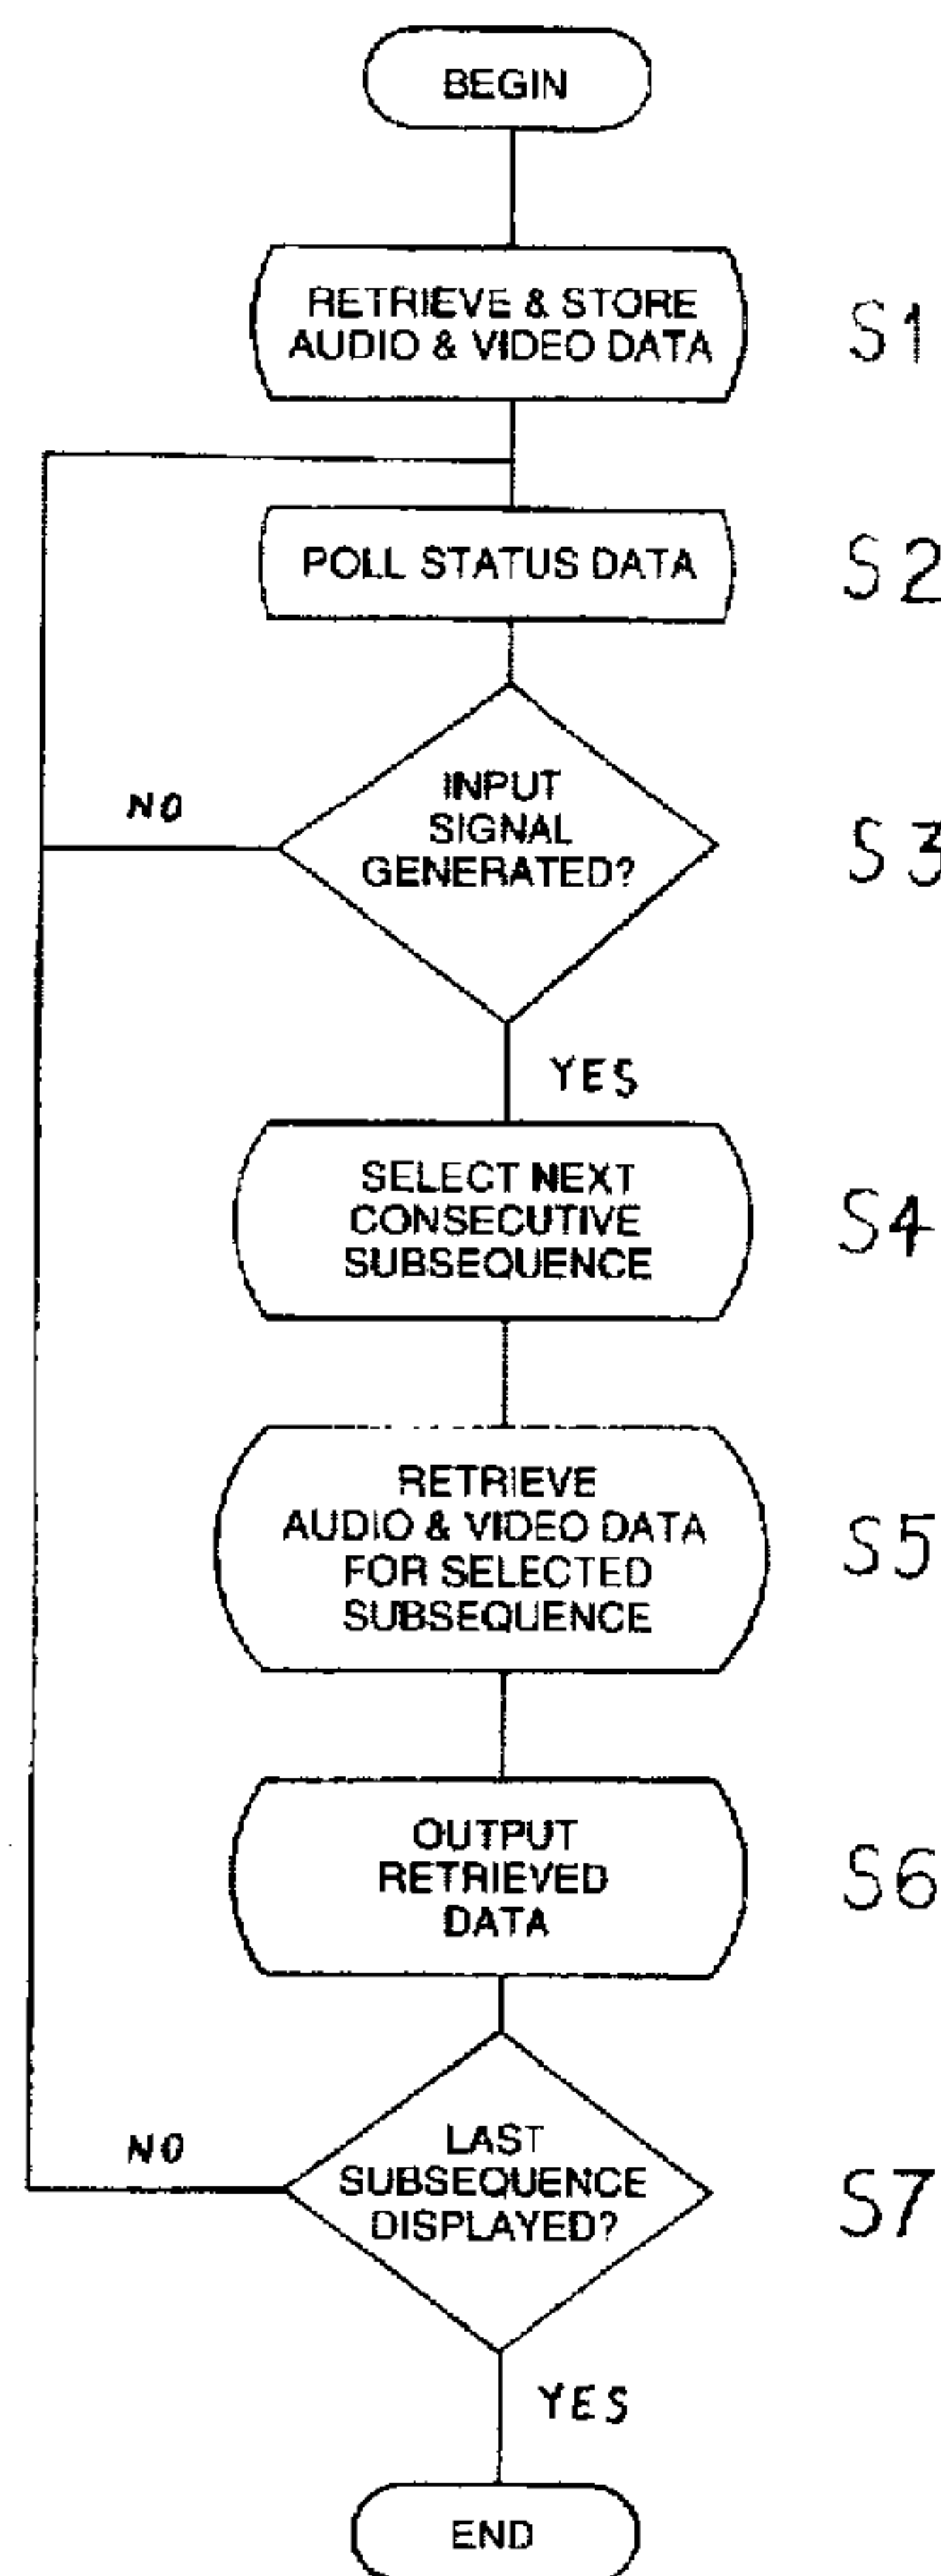 BEGIN
RETRIEVE & STORE
AUDIO & VIDEO DATA
S1
POLL STATUS DATA
S2
INPUT
SIGNAL
GENERATED?
S3
NO
YES
SELECT NEXT
CONSECUTIVE
SUBSEQUENCE
S4
RETRIEVE
AUDIO & VIDEO DATA
FOR SELECTED
SUBSEQUENCE
S5
OUTPUT
RETRIEVED
DATA
S6
LAST
SUBSEQUENCE
DISPLAYED?
S7
NO
YES
END